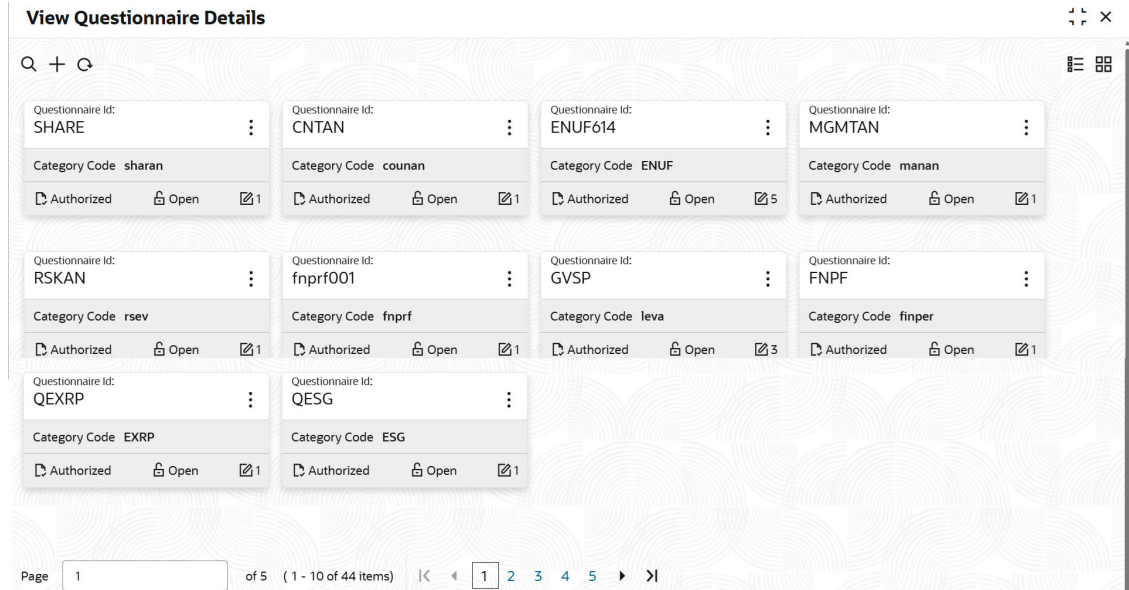 View Questionnaire Details
Questionnaire Id: Questionnaire Id: Questionnaire Id: Questionnaire Id:
SHARE CNTAN ENUF614 MGMTAN
Category Code sharan Category Code counan Category Code ENUF Category Code manan
Authorized Open 1 Authorized Open 1 Authorized Open 5 Authorized Open 1
Questionnaire Id: Questionnaire Id: Questionnaire Id: Questionnaire Id:
RSKAN fnprf001 GVSP FNPF
Category Code rsev Category Code fnprf Category Code leva Category Code finper
Authorized Open 1 Authorized Open 1 Authorized Open 3 Authorized Open 1
Questionnaire Id: Questionnaire Id:
QEXRP QESG
Category Code EXRP Category Code ESG
Authorized Open 1 Authorized Open 1
Page 1 of 5 ( 1 - 10 of 44 items) 1 2 3 4 5